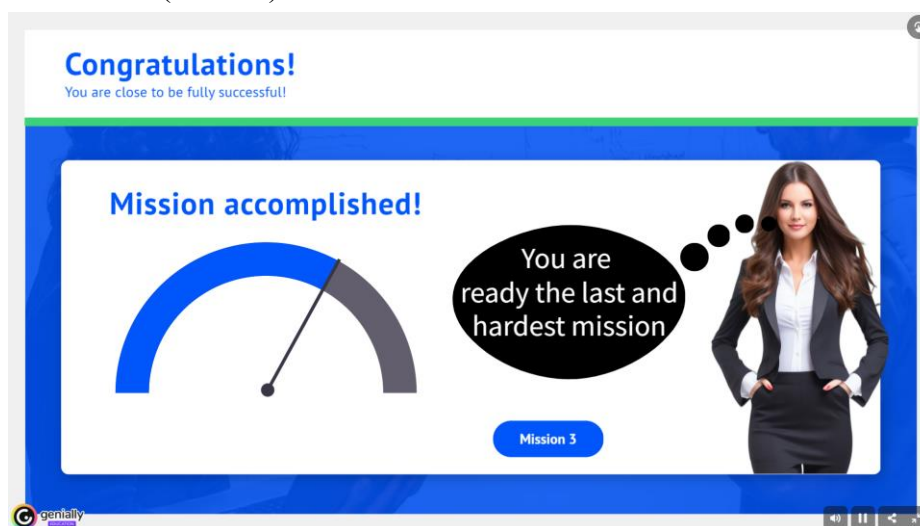 Congratulations!
You are close to be fully successful!
Mission accomplished!
You are
ready the last and
hardest mission
Mission 3
genially
EDUCATION